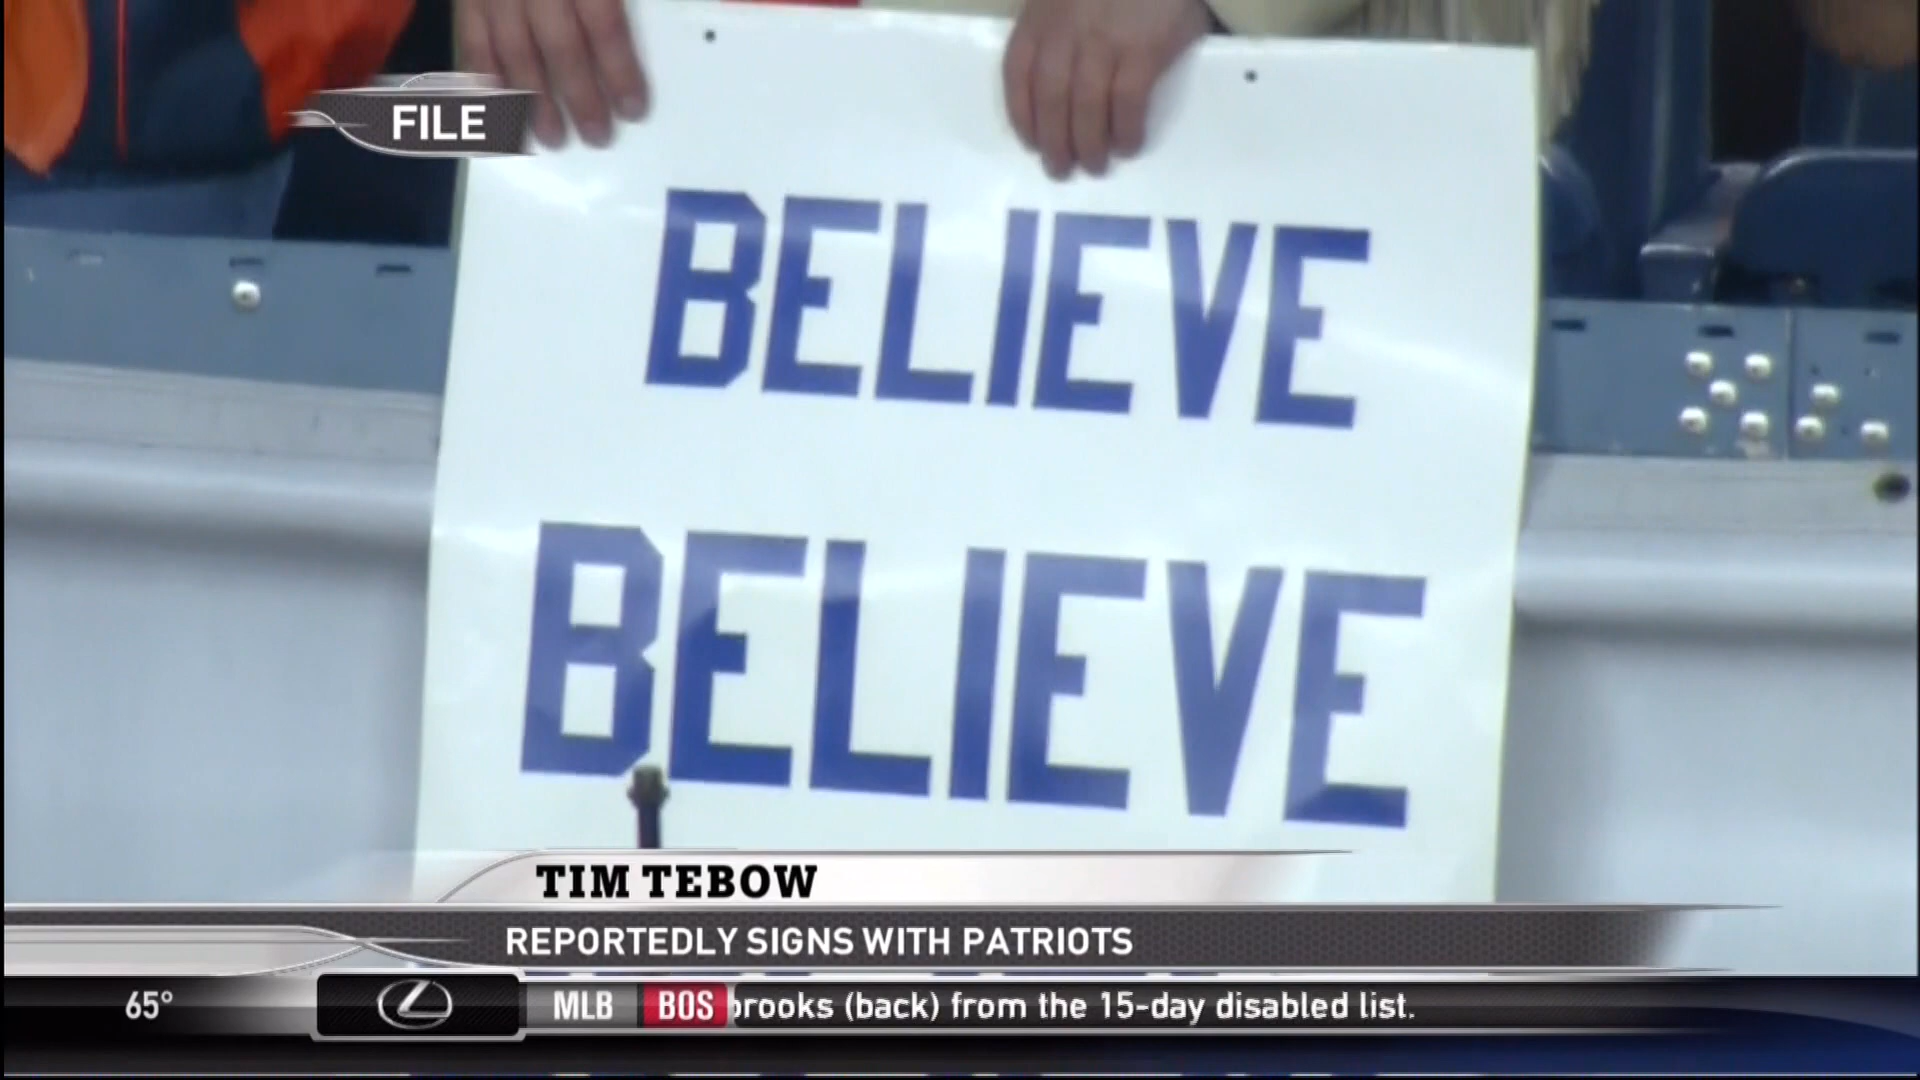 FILE
BELIEVE
BELIEVE
TIM TEBOW
REPORTEDLY SIGNS WITH PATRIOTS
65°
MLB BOS brooks (back) from the 15-day disabled list.